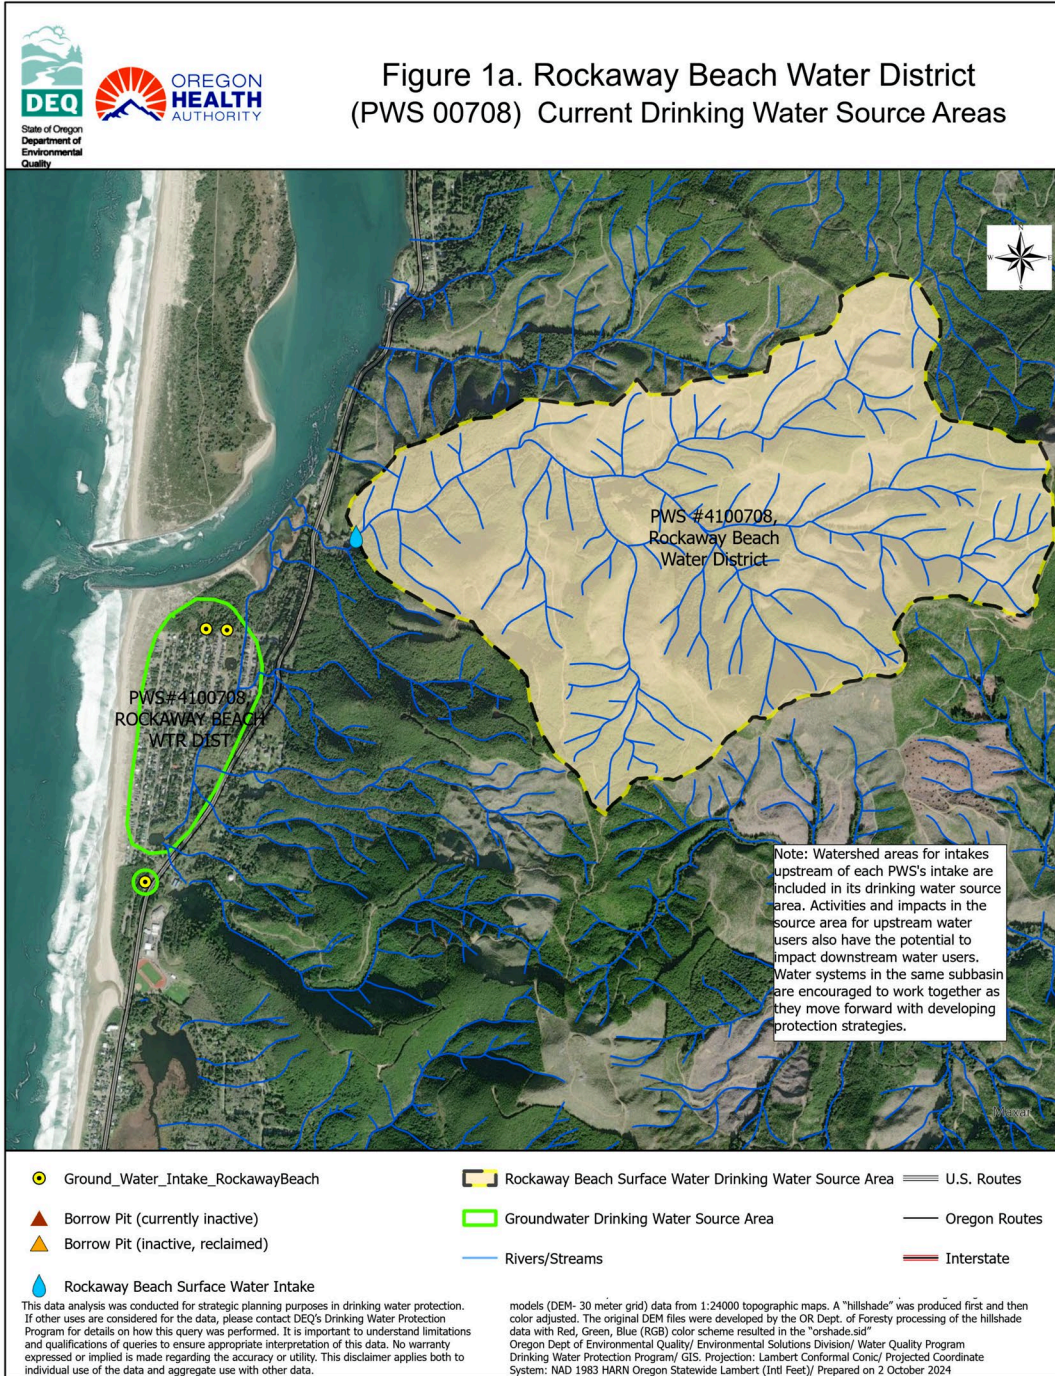 DEQ
State of Oregon
Department of
Environmental
Quality
OREGON
HEALTH
AUTHORITY
Figure 1a. Rockaway Beach Water District
(PWS 00708) Current Drinking Water Source Areas
N
W E
S
PWS #4100708,
Rockaway Beach
Water District
PWS#4100708,
ROCKAWAY BEACH
WTR DIST
Note: Watershed areas for intakes
upstream of each PWS's intake are
included in its drinking water source
area. Activities and impacts in the
source area for upstream water
users also have the potential to
impact downstream water users.
Water systems in the same subbasin
are encouraged to work together as
they move forward with developing
protection strategies.
Maxar
Ground_Water_Intake_RockawayBeach
Borrow Pit (currently inactive)
Borrow Pit (inactive, reclaimed)
Rockaway Beach Surface Water Intake
Rockaway Beach Surface Water Drinking Water Source Area
Groundwater Drinking Water Source Area
Rivers/Streams
U.S. Routes
Oregon Routes
Interstate
This data analysis was conducted for strategic planning purposes in drinking water protection.
If other uses are considered for the data, please contact DEQ's Drinking Water Protection
Program for details on how this query was performed. It is important to understand limitations
and qualifications of queries to ensure appropriate interpretation of this data. No warranty
expressed or implied is made regarding the accuracy or utility. This disclaimer applies both to
individual use of the data and aggregate use with other data.
models (DEM- 30 meter grid) data from 1:24000 topographic maps. A "hillshade" was produced first and then
color adjusted. The original DEM files were developed by the OR Dept. of Foresty processing of the hillshade
data with Red, Green, Blue (RGB) color scheme resulted in the "orshade.sid"
Oregon Dept of Environmental Quality/ Environmental Solutions Division/ Water Quality Program
Drinking Water Protection Program/ GIS. Projection: Lambert Conformal Conic/ Projected Coordinate
System: NAD 1983 HARN Oregon Statewide Lambert (Intl Feet)/ Prepared on 2 October 2024